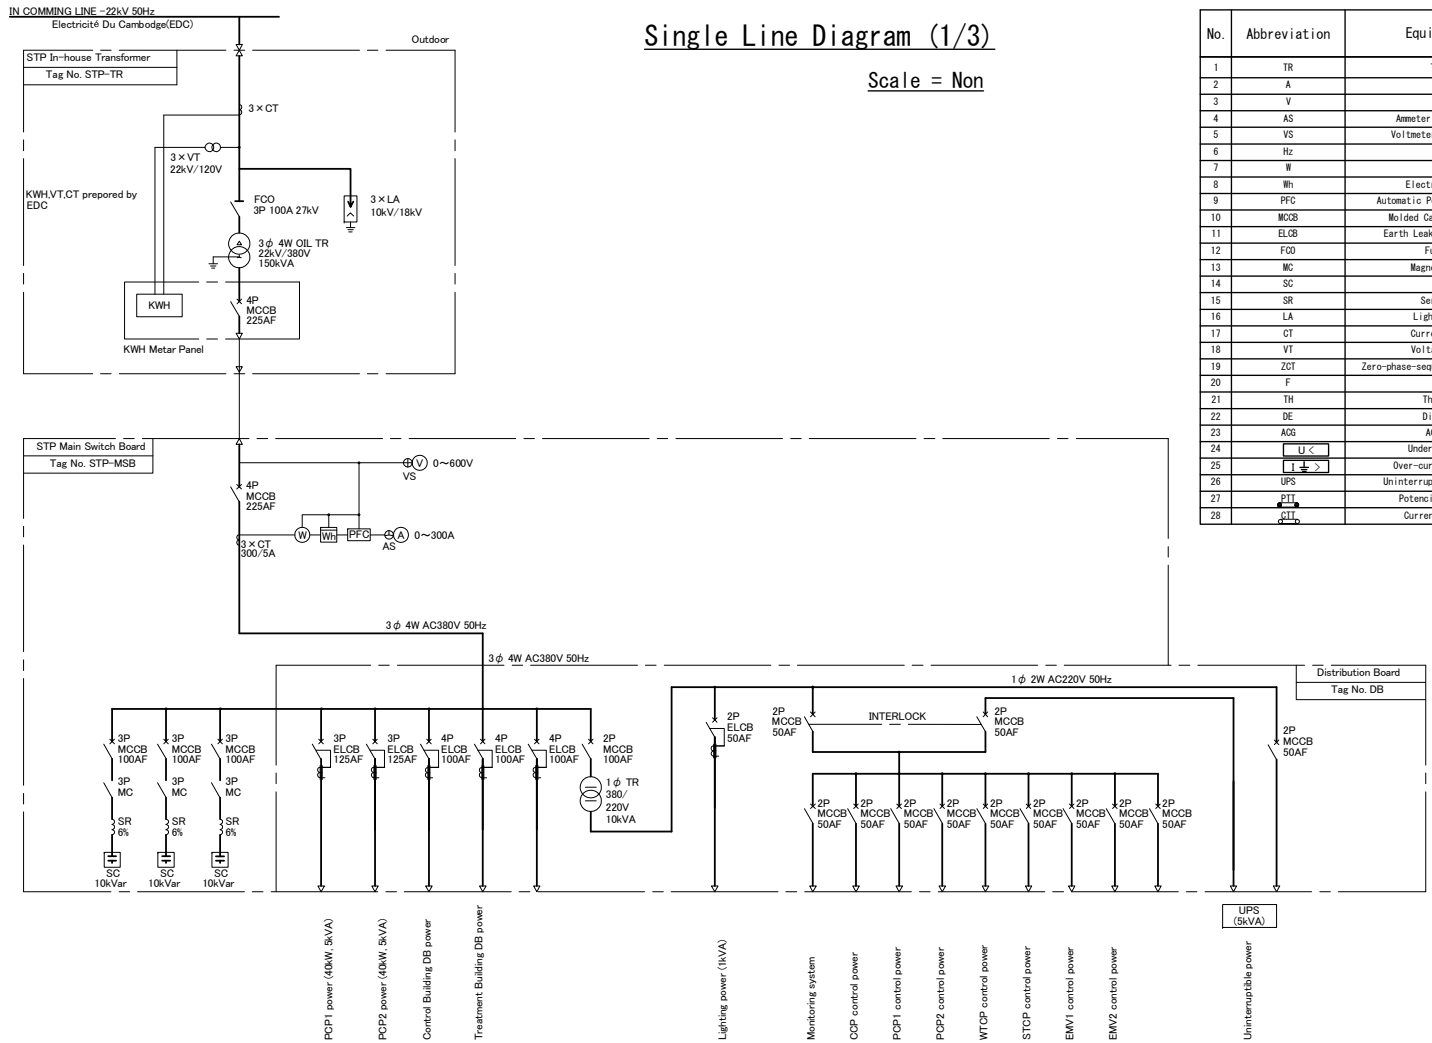 IN COMMING LINE -22kV 50Hz
Electricité Du Cambodge(EDC)
Single Line Diagram (1/3)
Scale = Non
Outdoor
STP In-house Transformer
Tag No. STP-TR
3×CT
3×VT
22kV/120V
KWH,VT,CT prepored by
EDC
FCO
3P 100A 27kV
3×LA
10kV/18kV
3φ 4W OIL TR
22kV/380V
150kVA
KWH
4P
MCCB
225AF
KWH Metar Panel
STP Main Switch Board
Tag No. STP-MSB
V 0~600V
VS
4P
MCCB
225AF
W Wh PFC A 0~300A
AS
3×CT
300/5A
3φ 4W AC380V 50Hz
3φ 4W AC380V 50Hz
Distribution Board
Tag No. DB
1φ 2W AC220V 50Hz
3P
MCCB
100AF
3P
MC
SR
6%
SC
10kVar
3P
MCCB
100AF
3P
MC
SR
6%
SC
10kVar
3P
MCCB
100AF
3P
MC
SR
6%
SC
10kVar
3P
ELCB
125AF
3P
ELCB
125AF
4P
ELCB
100AF
4P
ELCB
100AF
4P
ELCB
100AF
2P
MCCB
100AF
1φ TR
380/
220V
10kVA
2P
ELCB
50AF
2P
MCCB
50AF
INTERLOCK
2P
MCCB
50AF
2P
MCCB
50AF
2P
MCCB
50AF
2P
MCCB
50AF
2P
MCCB
50AF
2P
MCCB
50AF
2P
MCCB
50AF
2P
MCCB
50AF
2P
MCCB
50AF
2P
MCCB
50AF
2P
MCCB
50AF
UPS
(5kVA)
PCP1 power (40kW, 5kVA)
PCP2 power (40kW, 5kVA)
Control Building DB power
Treatment Building DB power
Lighting power (1kVA)
Monitoring system
CCP control power
PCP1 control power
PCP2 control power
WTCP control power
STCP control power
EMV1 control power
EMV2 control power
Uninterruptible power
No. Abbreviation Equi
1 TR
2 A
3 V
4 AS Ammeter
5 VS Voltmete
6 Hz
7 W
8 Wh Electr
9 PFC Automatic P
10 MCCB Molded Ca
11 ELCB Earth Leak
12 FCO Fu
13 MC Magn
14 SC
15 SR Se
16 LA Ligh
17 CT Curr
18 VT Volt
19 ZCT Zero-phase-seq
20 F
21 TH Th
22 DE Di
23 ACG A
24 U< Under
25 I⏚> Over-cur
26 UPS Uninterrup
27 PTT Potenci
28 CTT Curren